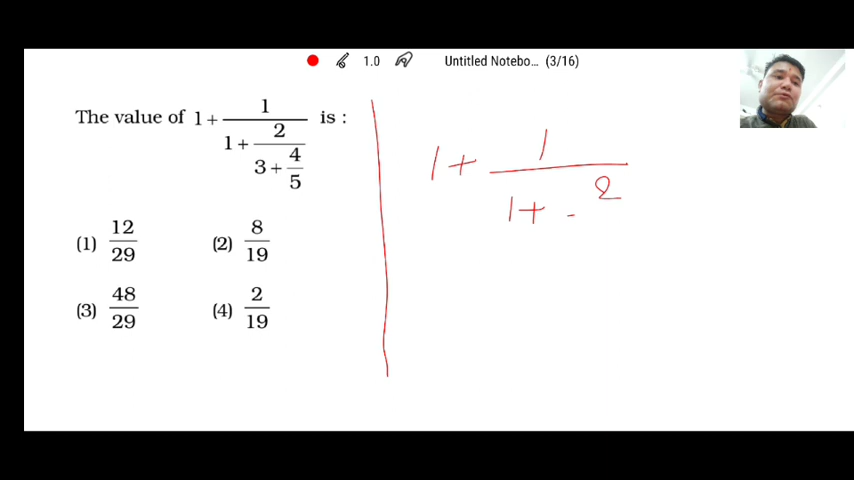 1.0 Untitled Notebo... (3/16)
The value of 1 + 1 / (1 + 2 / (3 + 4/5)) is :
(1) 12/29 (2) 8/19
(3) 48/29 (4) 2/19
1 + 1
1 + - 2